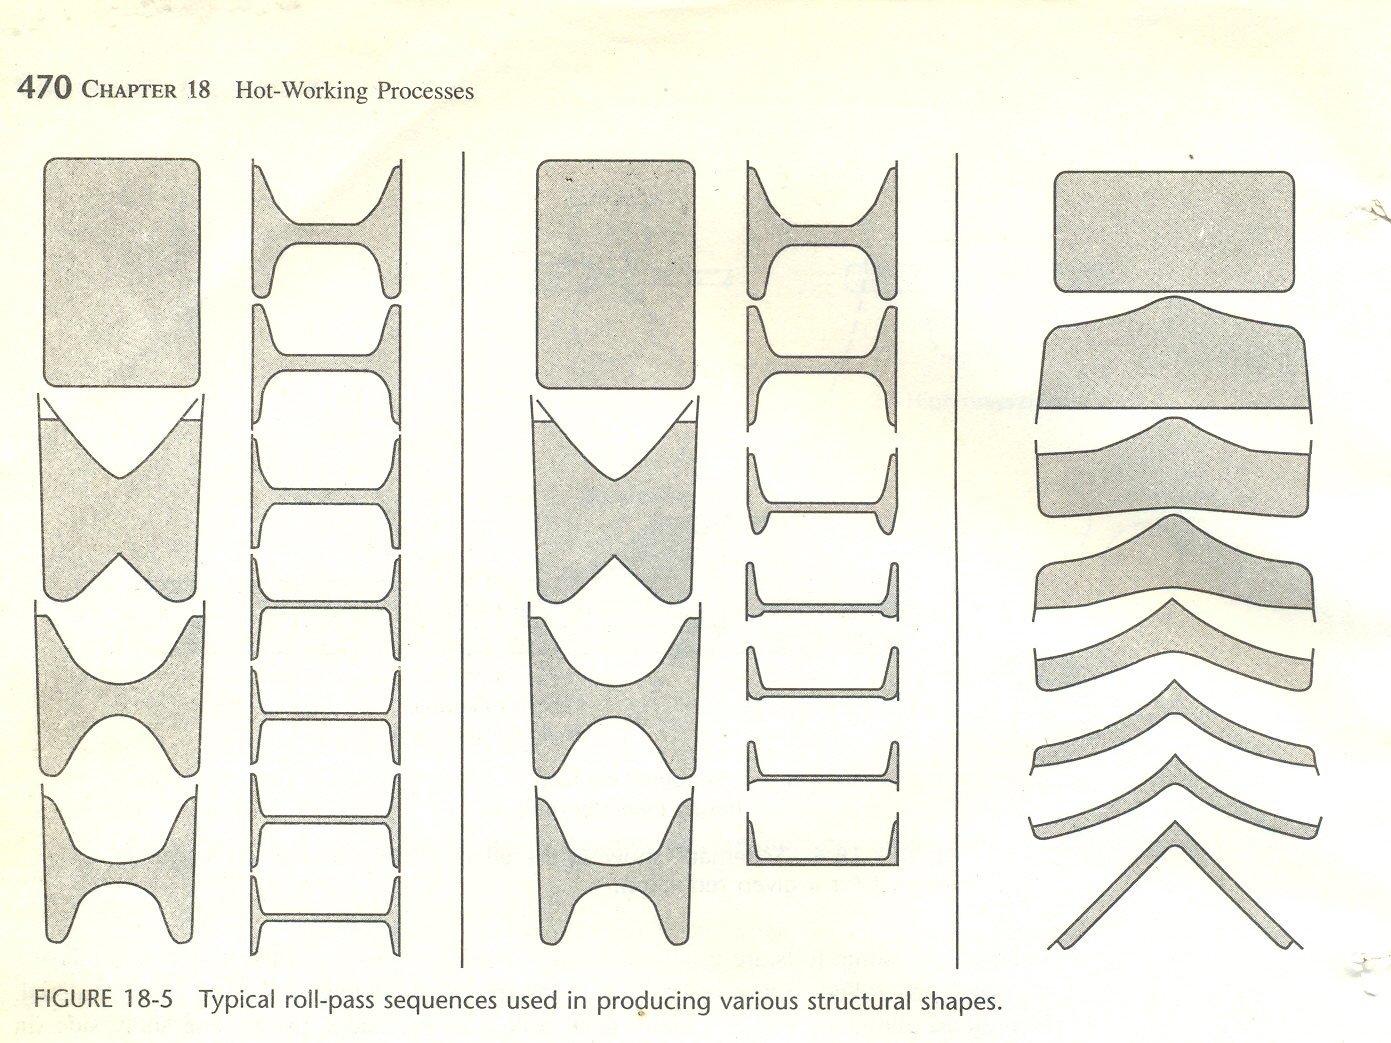 470 CHAPTER 18 Hot-Working Processes
FIGURE 18-5 Typical roll-pass sequences used in producing various structural shapes.